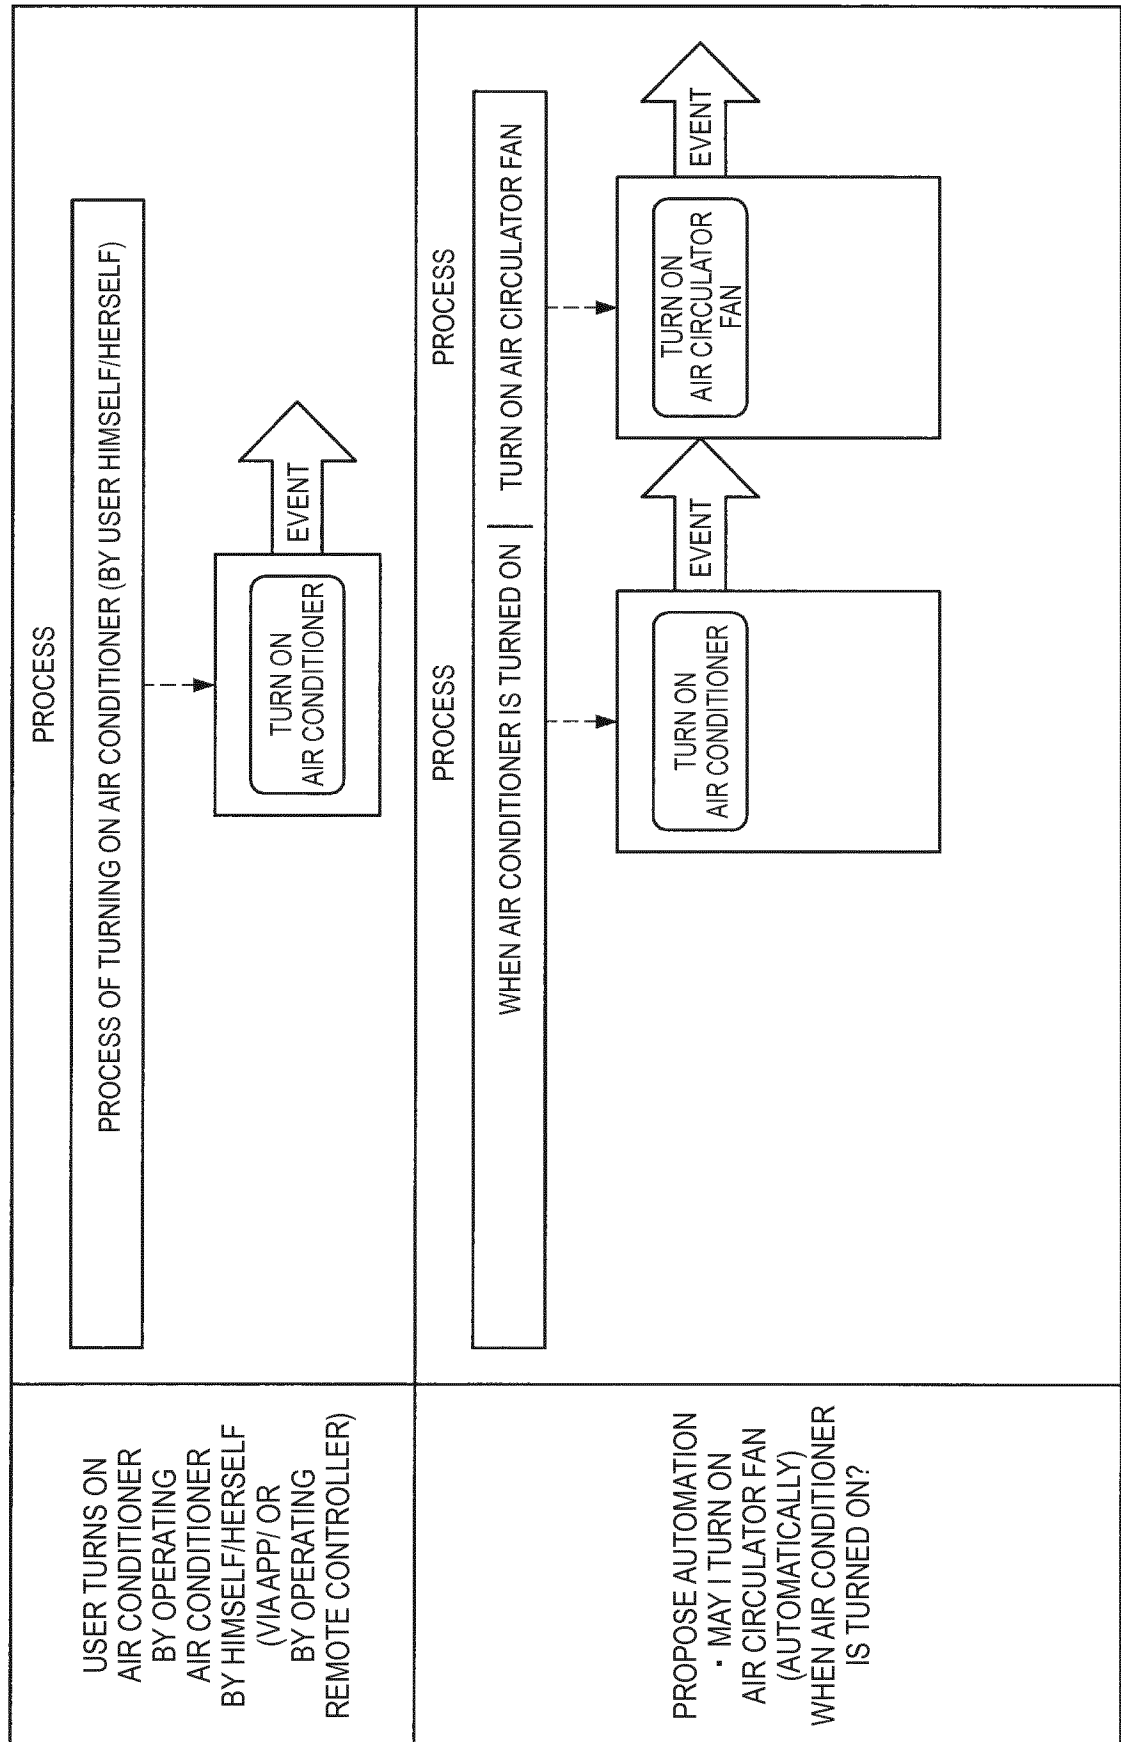 USER TURNS ON
AIR CONDITIONER
BY OPERATING
AIR CONDITIONER
BY HIMSELF/HERSELF
(VIA APP/ OR
BY OPERATING
REMOTE CONTROLLER)
PROCESS
PROCESS OF TURNING ON AIR CONDITIONER (BY USER HIMSELF/HERSELF)
TURN ON
AIR CONDITIONER
EVENT
PROPOSE AUTOMATION
· MAY I TURN ON
AIR CIRCULATOR FAN
(AUTOMATICALLY)
WHEN AIR CONDITIONER
IS TURNED ON?
PROCESS
PROCESS
WHEN AIR CONDITIONER IS TURNED ON
TURN ON AIR CIRCULATOR FAN
TURN ON
AIR CONDITIONER
EVENT
TURN ON
AIR CIRCULATOR
FAN
EVENT